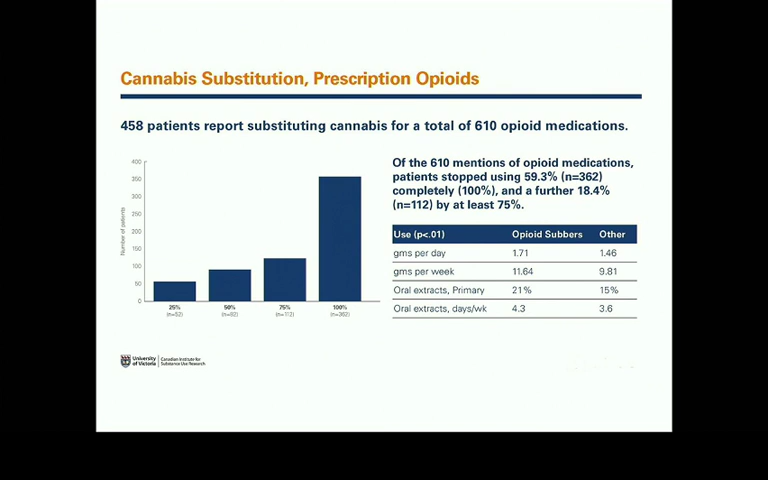 Cannabis Substitution, Prescription Opioids
458 patients report substituting cannabis for a total of 610 opioid medications.
Number of patients
400
350
300
250
200
150
100
50
0
25%
(n=52)
50%
75%
(n=112)
100%
(n=362)
Of the 610 mentions of opioid medications,
patients stopped using 59.3% (n=362)
completely (100%), and a further 18.4%
(n=112) by at least 75%.
Use (p<.01) Opioid Subbers Other
gms per day 1.71 1.46
gms per week 11.64 9.81
Oral extracts, Primary 21% 15%
Oral extracts, days/wk 4.3 3.6
University
of Victoria
Canadian Institute for
Substance Use Research